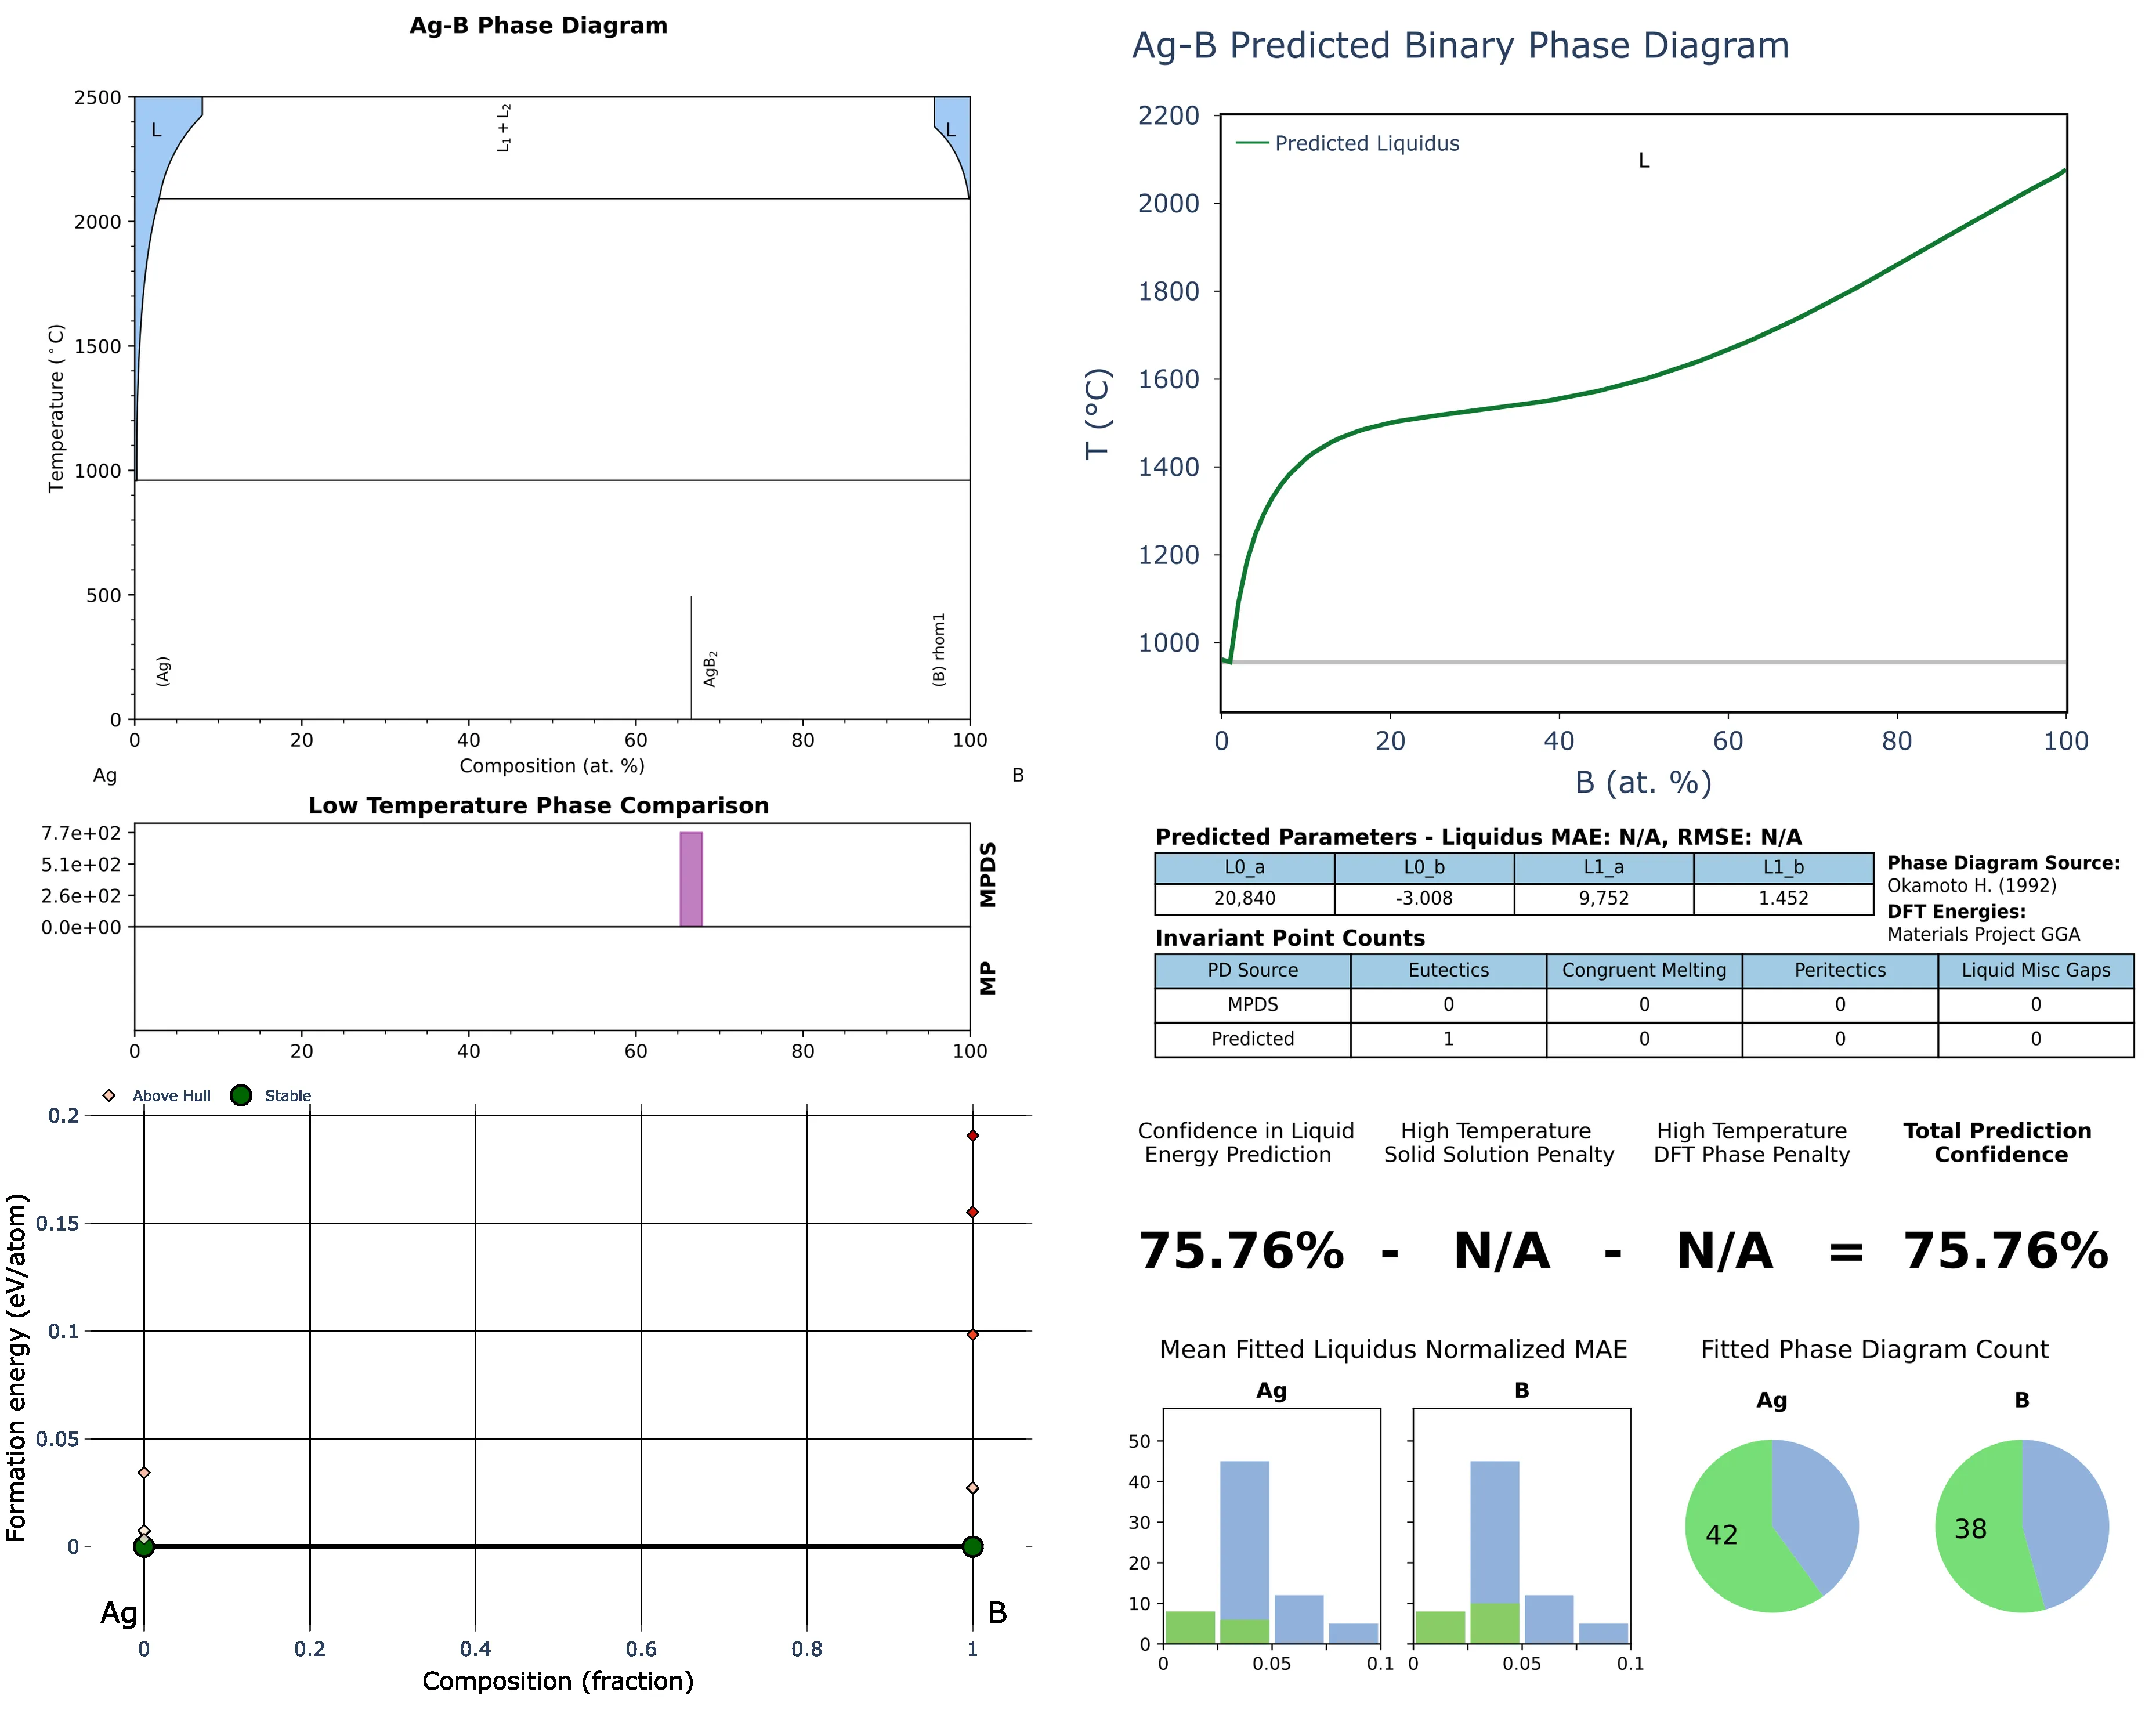 Ag-B Phase Diagram
2500
2000
1500
1000
500
0
Temperature (°C)
L
L₁ + L₂
L
(Ag)
AgB₂
(B) rhom1
0 20 40 60 80 100
Composition (at. %)
Ag
B
Low Temperature Phase Comparison
7.7e+02
5.1e+02
2.6e+02
0.0e+00
MPDS
MP
0 20 40 60 80 100
Above Hull Stable
0.2
0.15
0.1
0.05
0
Formation energy (eV/atom)
Ag
B
0 0.2 0.4 0.6 0.8 1
Composition (fraction)
Ag-B Predicted Binary Phase Diagram
2200
2000
1800
1600
1400
1200
1000
T (°C)
Predicted Liquidus
L
0 20 40 60 80 100
B (at. %)
Predicted Parameters - Liquidus MAE: N/A, RMSE: N/A
L0_a L0_b L1_a L1_b
20,840 -3.008 9,752 1.452
Phase Diagram Source:
Okamoto H. (1992)
DFT Energies:
Materials Project GGA
Invariant Point Counts
PD Source Eutectics Congruent Melting Peritectics Liquid Misc Gaps
MPDS 0 0 0 0
Predicted 1 0 0 0
Confidence in Liquid
Energy Prediction
High Temperature
Solid Solution Penalty
High Temperature
DFT Phase Penalty
Total Prediction
Confidence
75.76% - N/A - N/A = 75.76%
Mean Fitted Liquidus Normalized MAE
Ag
B
50
40
30
20
10
0
0 0.05 0.1
0 0.05 0.1
Fitted Phase Diagram Count
Ag
B
42
38